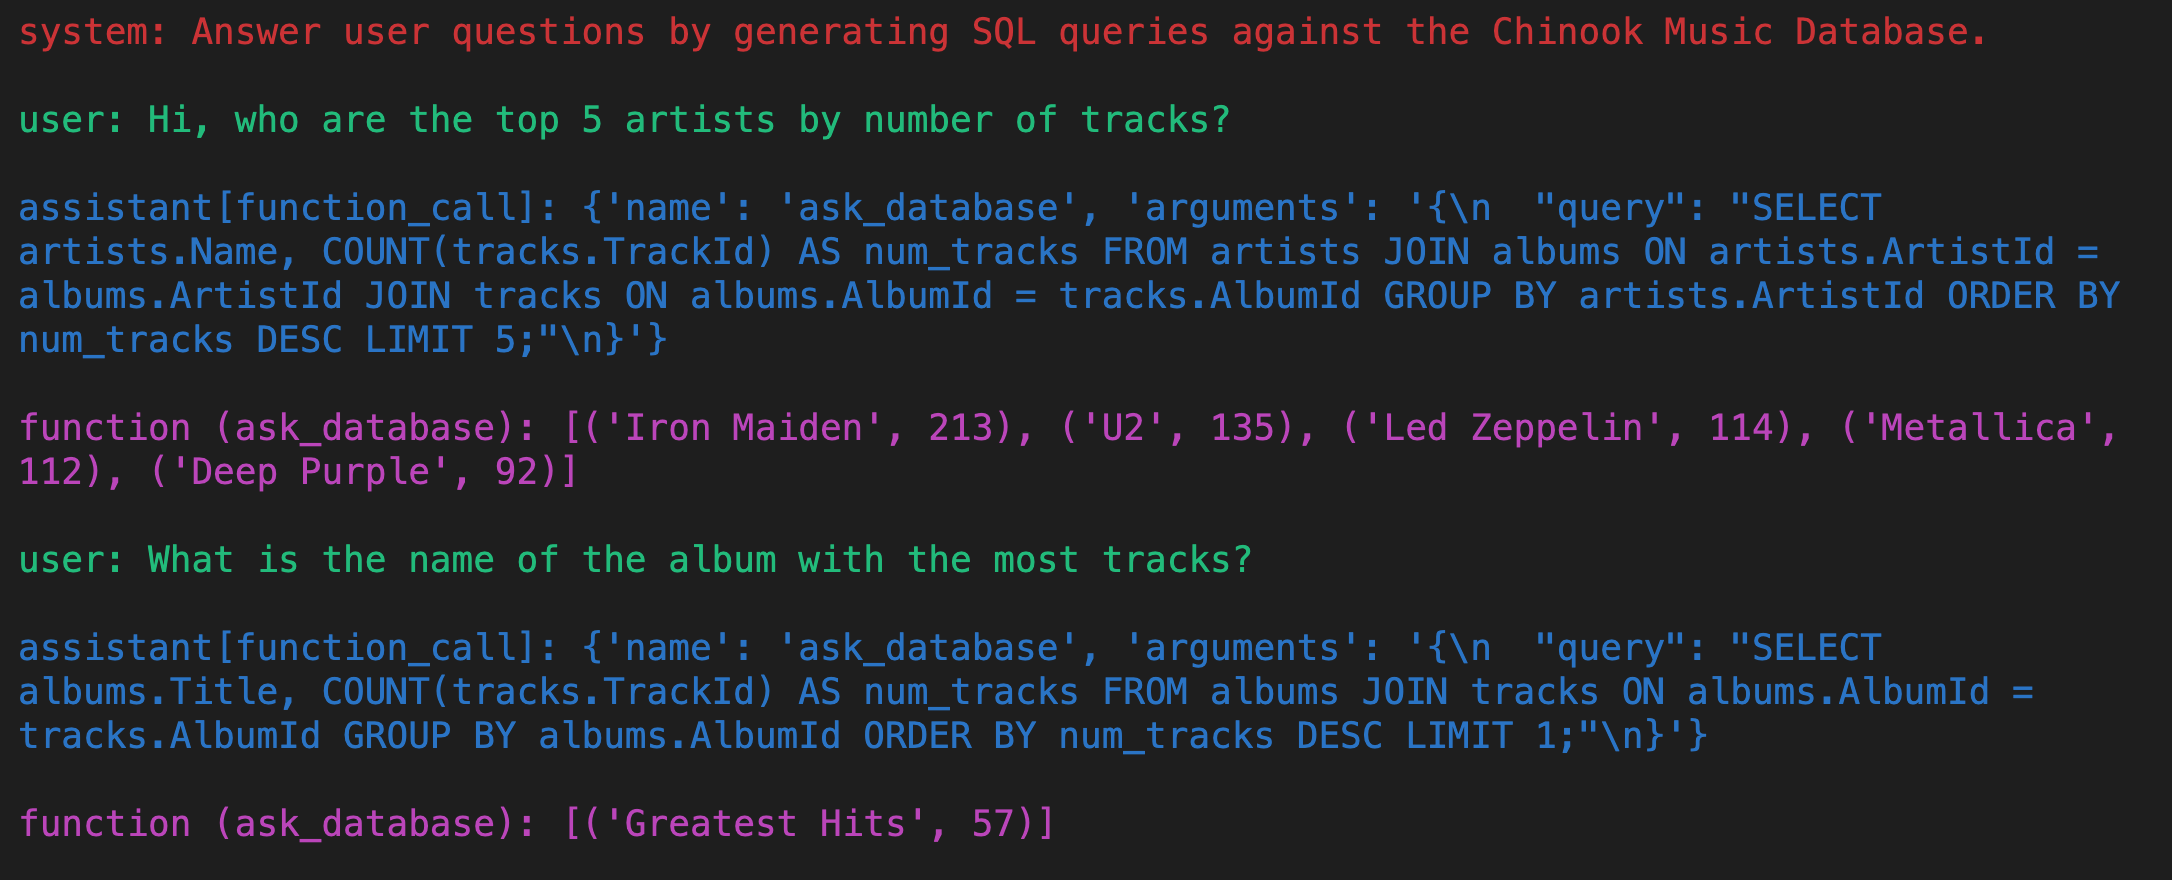 system: Answer user questions by generating SQL queries against the Chinook Music Database.
user: Hi, who are the top 5 artists by number of tracks?
assistant[function_call]: {'name': 'ask_database', 'arguments': '{\n  "query": "SELECT
artists.Name, COUNT(tracks.TrackId) AS num_tracks FROM artists JOIN albums ON artists.ArtistId =
albums.ArtistId JOIN tracks ON albums.AlbumId = tracks.AlbumId GROUP BY artists.ArtistId ORDER BY
num_tracks DESC LIMIT 5;"\n}'}
function (ask_database): [('Iron Maiden', 213), ('U2', 135), ('Led Zeppelin', 114), ('Metallica',
112), ('Deep Purple', 92)]
user: What is the name of the album with the most tracks?
assistant[function_call]: {'name': 'ask_database', 'arguments': '{\n  "query": "SELECT
albums.Title, COUNT(tracks.TrackId) AS num_tracks FROM albums JOIN tracks ON albums.AlbumId =
tracks.AlbumId GROUP BY albums.AlbumId ORDER BY num_tracks DESC LIMIT 1;"\n}'}
function (ask_database): [('Greatest Hits', 57)]